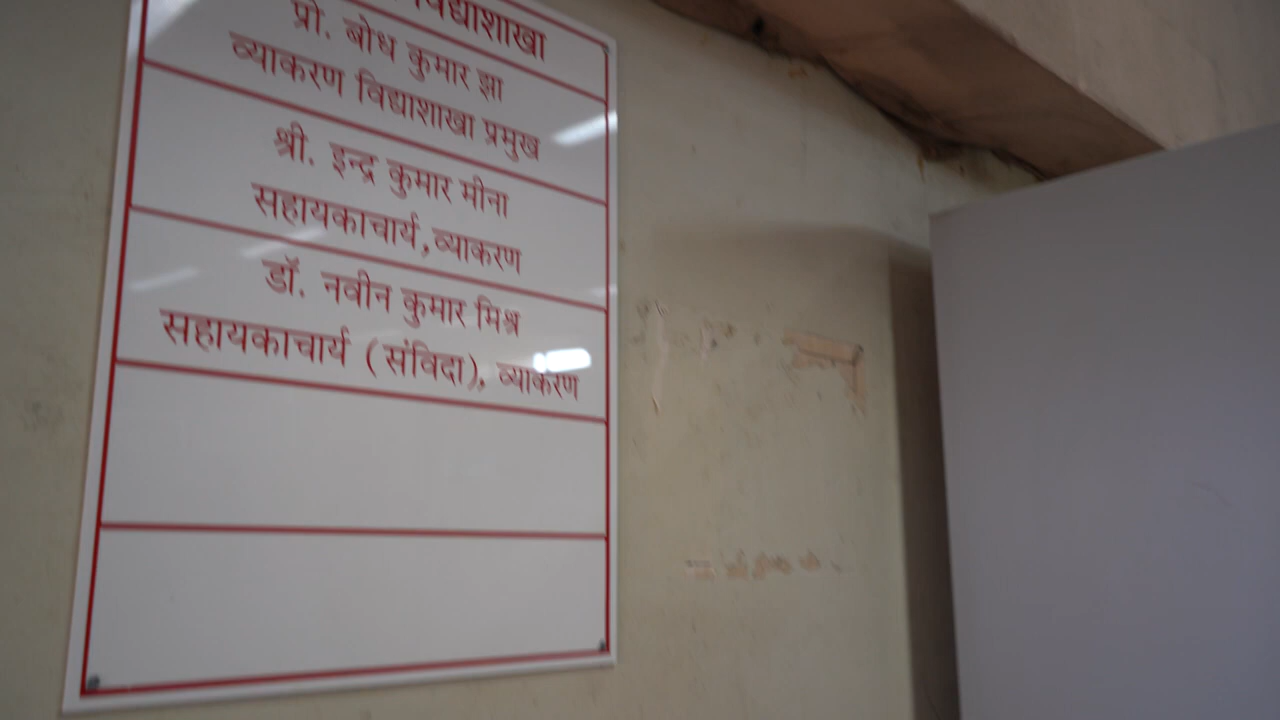 विद्याशाखा
प्रो. बोध कुमार झा
व्याकरण विद्याशाखा प्रमुख
श्री. इन्द्र कुमार मीना
सहायकाचार्य,व्याकरण
डॉ. नवीन कुमार मिश्र
सहायकाचार्य (संविदा), व्याकरण